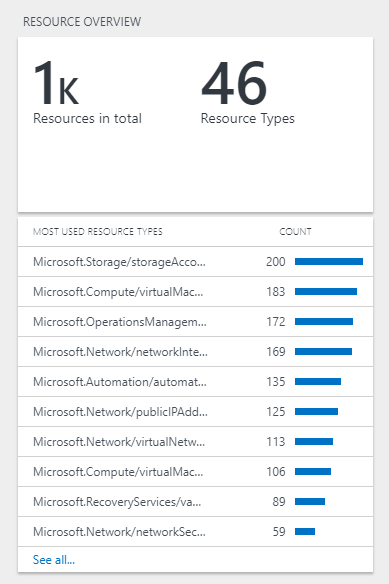 RESOURCE OVERVIEW
1K 46
Resources in total Resource Types
MOST USED RESOURCE TYPES COUNT
Microsoft.Storage/storageAcco... 200
Microsoft.Compute/virtualMac... 183
Microsoft.OperationsManagem... 172
Microsoft.Network/networkInte... 169
Microsoft.Automation/automat... 135
Microsoft.Network/publicIPAdd... 125
Microsoft.Network/virtualNetw... 113
Microsoft.Compute/virtualMac... 106
Microsoft.RecoveryServices/va... 89
Microsoft.Network/networkSec... 59
See all...